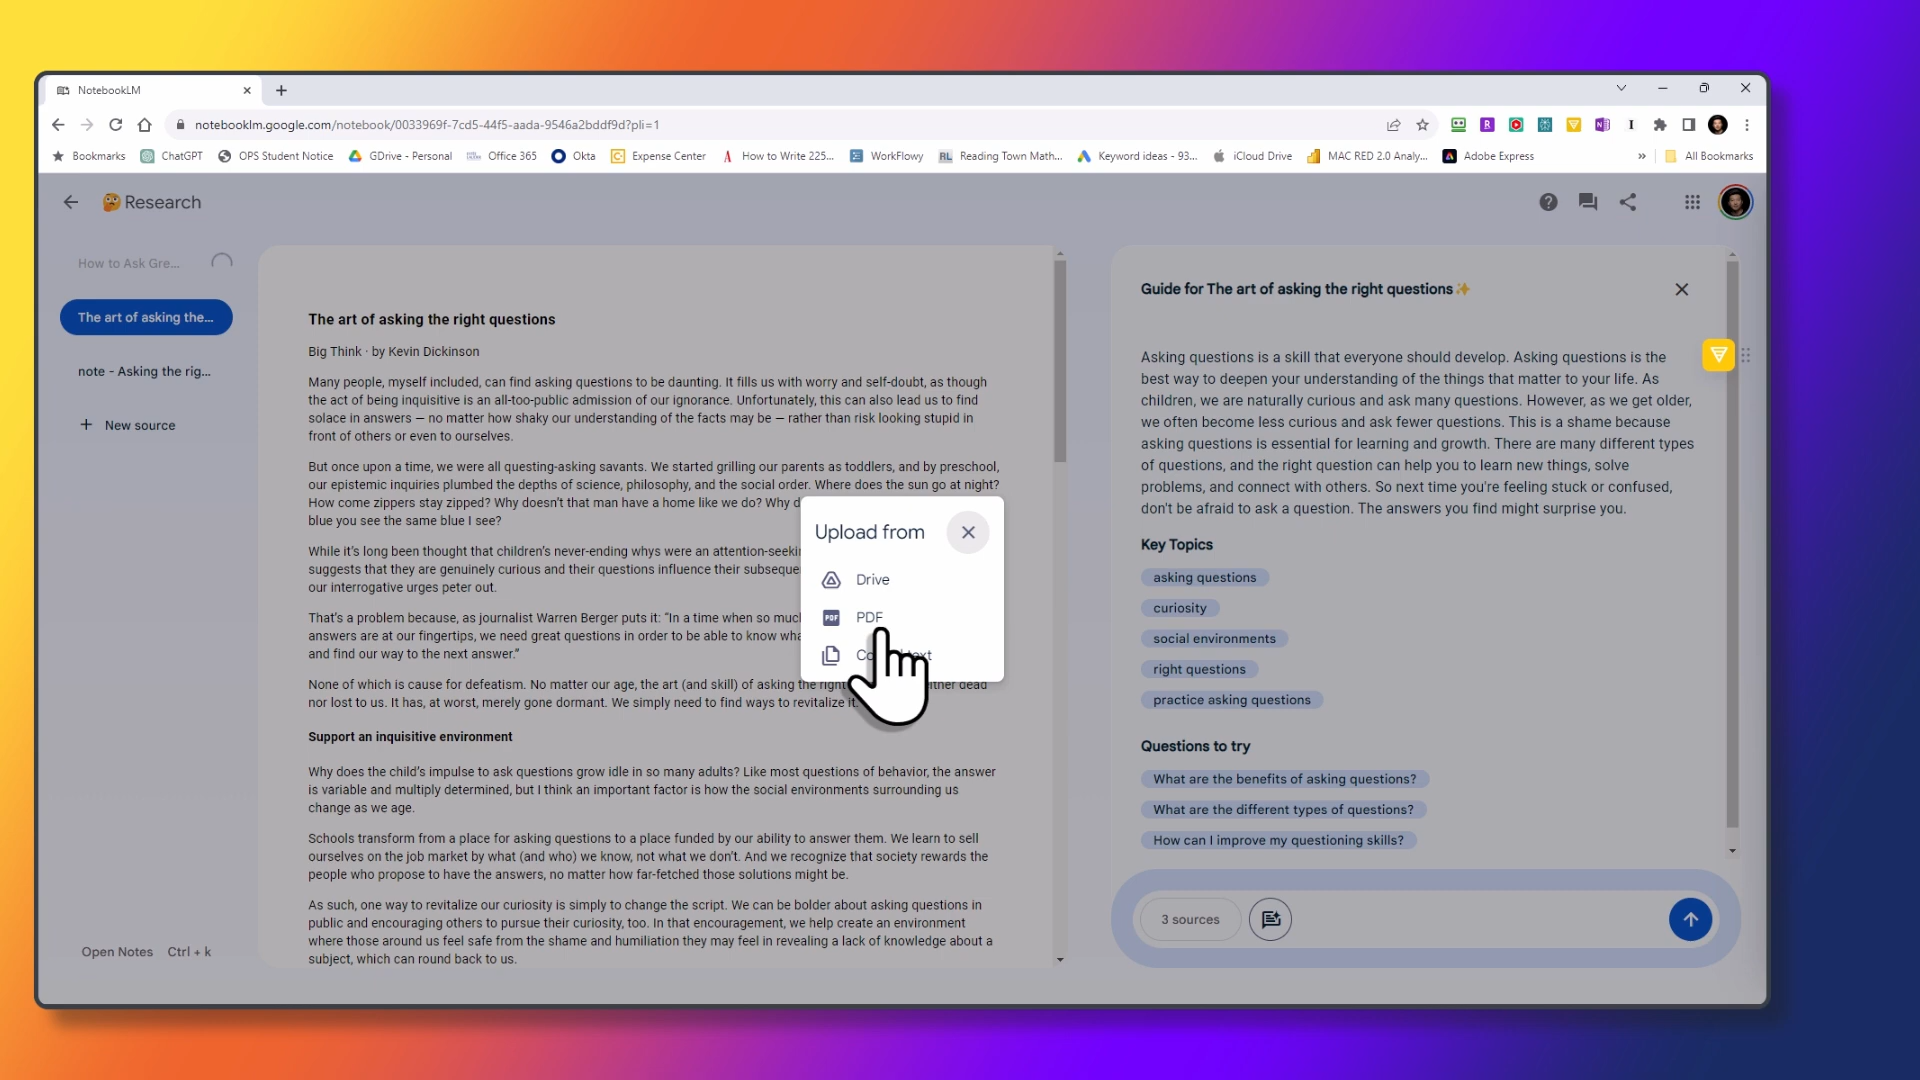 NotebookLM
notebooklm.google.com/notebook/0033969f-7cd5-44f5-aada-9546a2bddf9d?pli=1
Bookmarks ChatGPT OPS Student Notice GDrive - Personal Office 365 Okta Expense Center How to Write 225... WorkFlowy RL Reading Town Math... Keyword ideas - 93... iCloud Drive MAC RED 2.0 Analy... Adobe Express » All Bookmarks
Research
How to Ask Gre...
The art of asking the...
note - Asking the rig...
+ New source
Open Notes Ctrl + k
The art of asking the right questions
Big Think · by Kevin Dickinson
Many people, myself included, can find asking questions to be daunting. It fills us with worry and self-doubt, as though
the act of being inquisitive is an all-too-public admission of our ignorance. Unfortunately, this can also lead us to find
solace in answers — no matter how shaky our understanding of the facts may be — rather than risk looking stupid in
front of others or even to ourselves.
But once upon a time, we were all questing-asking savants. We started grilling our parents as toddlers, and by preschool,
our epistemic inquiries plumbed the depths of science, philosophy, and the social order. Where does the sun go at night?
How come zippers stay zipped? Why doesn't that man have a home like we do? Why d
blue you see the same blue I see?
While it's long been thought that children's never-ending whys were an attention-seeki
suggests that they are genuinely curious and their questions influence their subseque
our interrogative urges peter out.
That's a problem because, as journalist Warren Berger puts it: “In a time when so muc
answers are at our fingertips, we need great questions in order to be able to know wha
and find our way to the next answer.”
None of which is cause for defeatism. No matter our age, the art (and skill) of asking the right ither dead
nor lost to us. It has, at worst, merely gone dormant. We simply need to find ways to revitalize it.
Support an inquisitive environment
Why does the child's impulse to ask questions grow idle in so many adults? Like most questions of behavior, the answer
is variable and multiply determined, but I think an important factor is how the social environments surrounding us
change as we age.
Schools transform from a place for asking questions to a place funded by our ability to answer them. We learn to sell
ourselves on the job market by what (and who) we know, not what we don't. And we recognize that society rewards the
people who propose to have the answers, no matter how far-fetched those solutions might be.
As such, one way to revitalize our curiosity is simply to change the script. We can be bolder about asking questions in
public and encouraging others to pursue their curiosity, too. In that encouragement, we help create an environment
where those around us feel safe from the shame and humiliation they may feel in revealing a lack of knowledge about a
subject, which can round back to us.
Upload from
Drive
PDF PDF
Guide for The art of asking the right questions
Asking questions is a skill that everyone should develop. Asking questions is the
best way to deepen your understanding of the things that matter to your life. As
children, we are naturally curious and ask many questions. However, as we get older,
we often become less curious and ask fewer questions. This is a shame because
asking questions is essential for learning and growth. There are many different types
of questions, and the right question can help you to learn new things, solve
problems, and connect with others. So next time you're feeling stuck or confused,
don't be afraid to ask a question. The answers you find might surprise you.
Key Topics
asking questions
curiosity
social environments
right questions
practice asking questions
Questions to try
What are the benefits of asking questions?
What are the different types of questions?
How can I improve my questioning skills?
3 sources